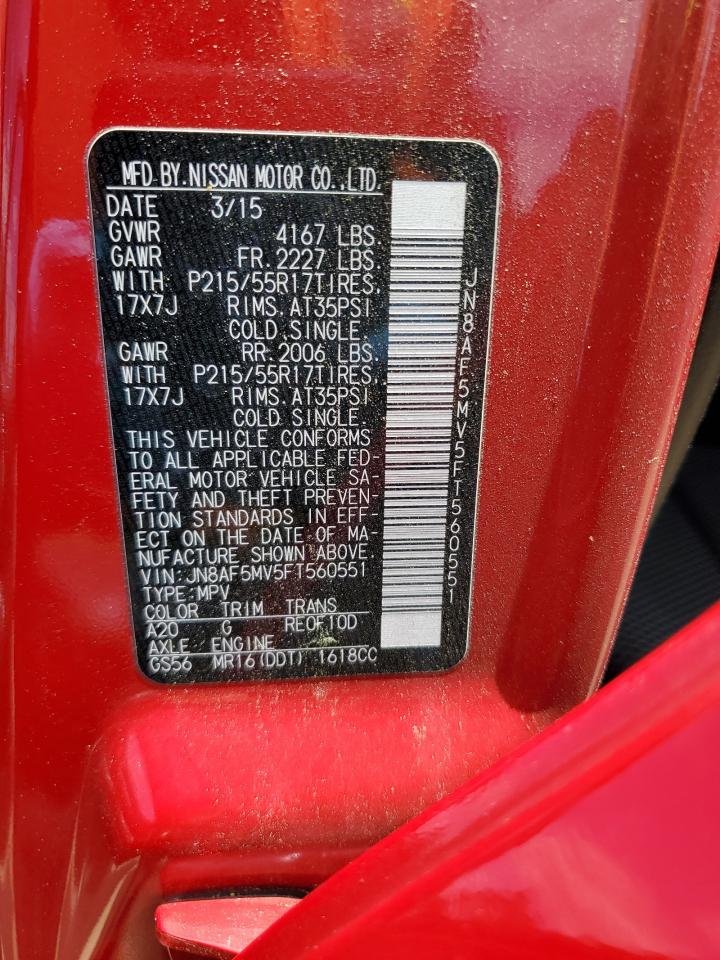 MFD.BY.NISSAN MOTOR CO.,LTD.
DATE 3/15
GVWR 4167 LBS.
GAWR FR.2227 LBS.
WITH P215/55R17TIRES,
17X7J RIMS.AT35PSI
COLD SINGLE.
GAWR RR.2006 LBS.
WITH P215/55R17TIRES,
17X7J RIMS.AT35PSI
COLD SINGLE.
THIS VEHICLE CONFORMS
TO ALL APPLICABLE FED-
ERAL MOTOR VEHICLE SA-
FETY AND THEFT PREVEN-
TION STANDARDS IN EFF-
ECT ON THE DATE OF MA-
NUFACTURE SHOWN ABOVE.
VIN:JN8AF5MV5FT560551
TYPE:MPV
COLOR TRIM TRANS
A20 G RE0F10D
AXLE ENGINE
GS56 MR16(DDT) 1618CC
JN8AF5MV5FT560551